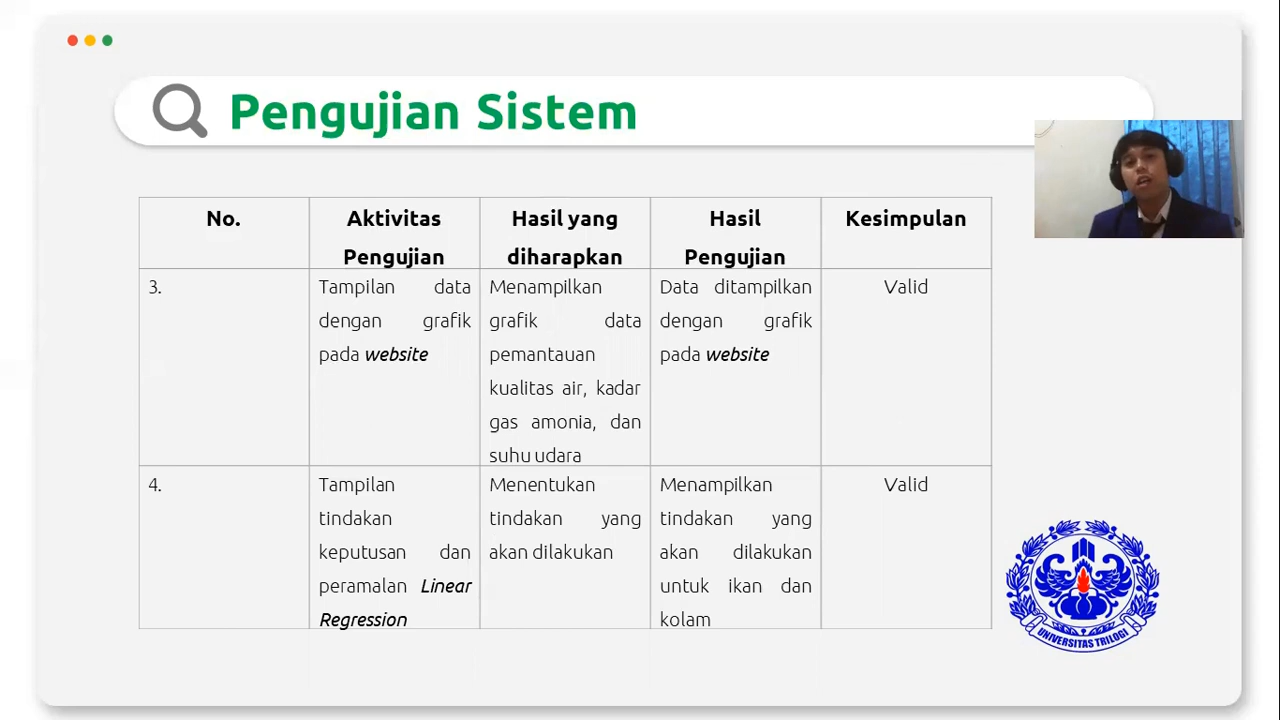 Pengujian Sistem
No.
Aktivitas
Pengujian
Hasil yang
diharapkan
Hasil
Pengujian
Kesimpulan
3.
Tampilan data
dengan grafik
pada website
Menampilkan
grafik data
pemantauan
kualitas air, kadar
gas amonia, dan
suhu udara
Data ditampilkan
dengan grafik
pada website
Valid
4.
Tampilan
tindakan
keputusan dan
peramalan Linear
Regression
Menentukan
tindakan yang
akan dilakukan
Menampilkan
tindakan yang
akan dilakukan
untuk ikan dan
kolam
Valid
UNIVERSITAS TRILOGI